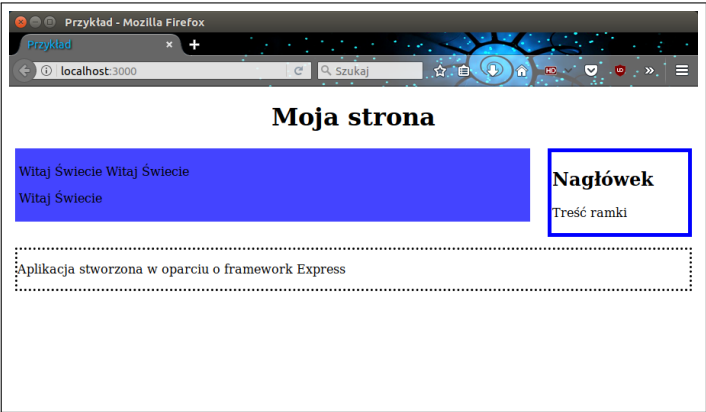 Przykład - Mozilla Firefox
Przykład
localhost:3000
Szukaj
HD
Moja strona
Witaj Świecie Witaj Świecie
Witaj Świecie
Nagłówek
Treść ramki
Aplikacja stworzona w oparciu o framework Express